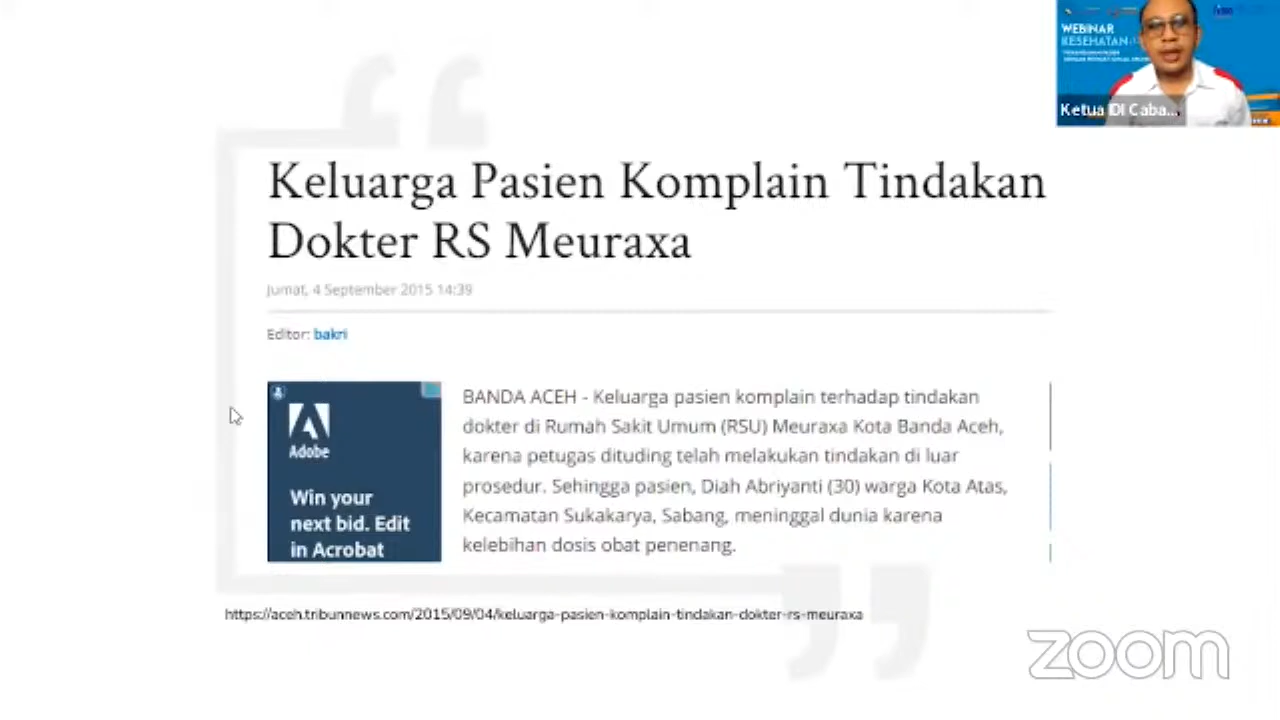 WEBINAR
KESEHATAN
Ketua IDI Caba...
Keluarga Pasien Komplain Tindakan
Dokter RS Meuraxa
Jumat, 4 September 2015 14:39
Editor: bakri
Adobe
Win your
next bid. Edit
in Acrobat
BANDA ACEH - Keluarga pasien komplain terhadap tindakan
dokter di Rumah Sakit Umum (RSU) Meuraxa Kota Banda Aceh,
karena petugas dituding telah melakukan tindakan di luar
prosedur. Sehingga pasien, Diah Abriyanti (30) warga Kota Atas,
Kecamatan Sukakarya, Sabang, meninggal dunia karena
kelebihan dosis obat penenang.
https://aceh.tribunnews.com/2015/09/04/keluarga-pasien-komplain-tindakan-dokter-rs-meuraxa
zoom